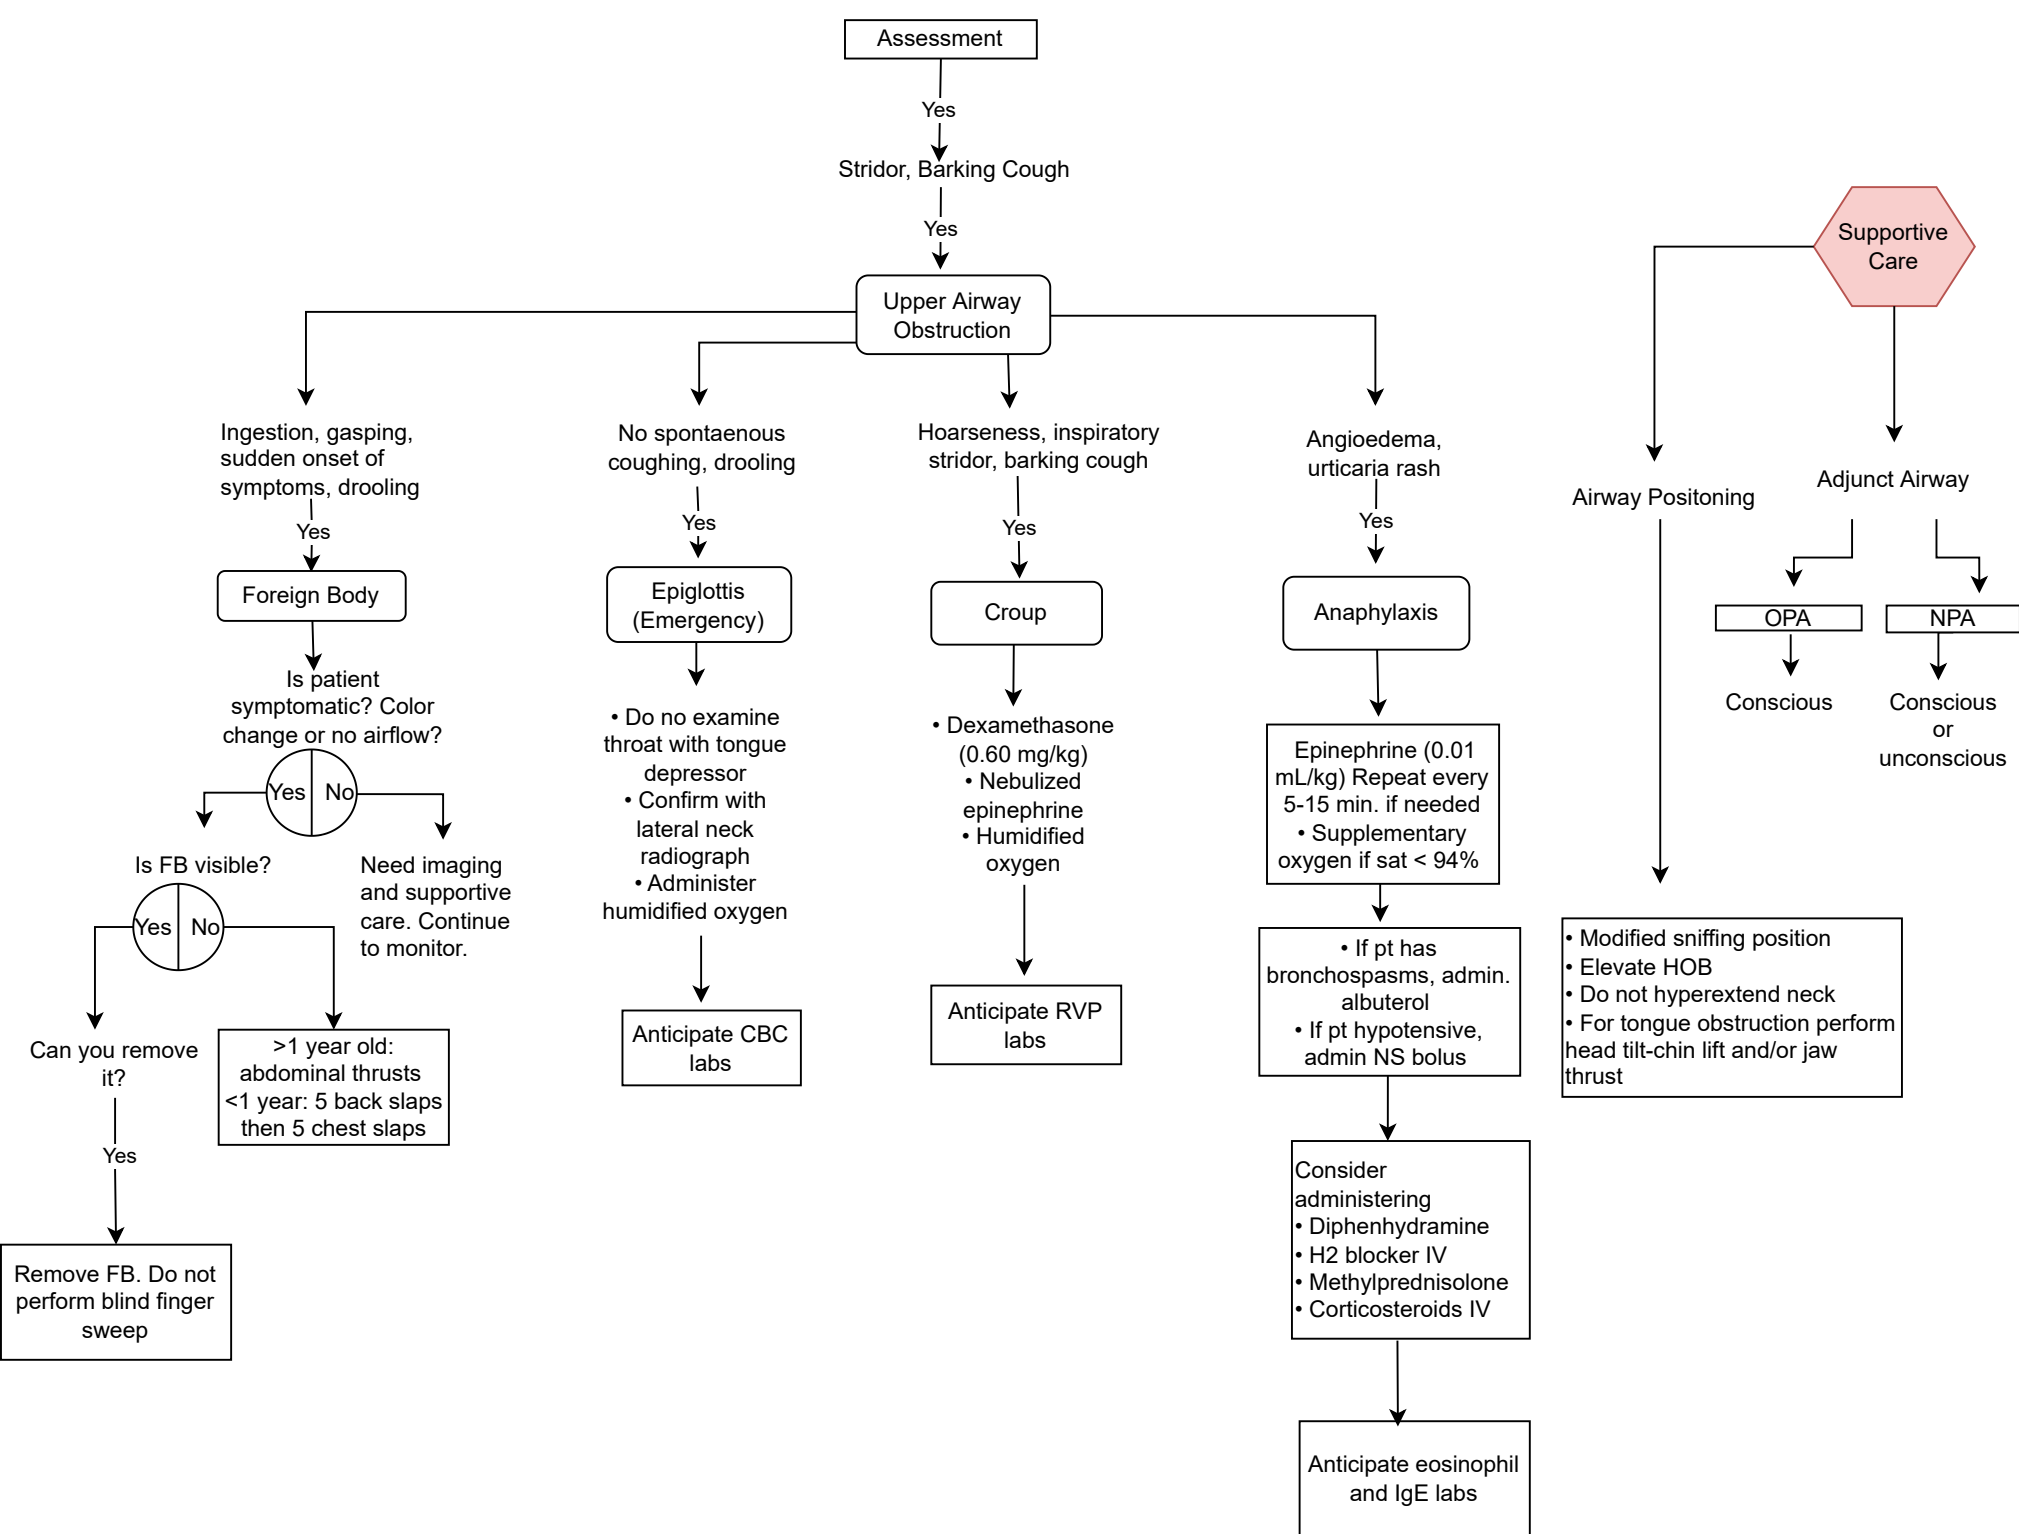 Assessment
Yes
Stridor, Barking Cough
Yes
Upper Airway
Obstruction
Ingestion, gasping,
sudden onset of
symptoms, drooling
Yes
Foreign Body
Is patient
symptomatic? Color
change or no airflow?
Yes
No
Is FB visible?
Yes
No
Need imaging
and supportive
care. Continue
to monitor.
Can you remove
it?
Yes
Remove FB. Do not
perform blind finger
sweep
>1 year old:
abdominal thrusts
<1 year: 5 back slaps
then 5 chest slaps
No spontaenous
coughing, drooling
Yes
Epiglottis
(Emergency)
• Do no examine
throat with tongue
depressor
• Confirm with
lateral neck
radiograph
• Administer
humidified oxygen
Anticipate CBC
labs
Hoarseness, inspiratory
stridor, barking cough
Yes
Croup
• Dexamethasone
(0.60 mg/kg)
• Nebulized
epinephrine
• Humidified
oxygen
Anticipate RVP
labs
Angioedema,
urticaria rash
Yes
Anaphylaxis
Epinephrine (0.01
mL/kg) Repeat every
5-15 min. if needed
• Supplementary
oxygen if sat < 94%
• If pt has
bronchospasms, admin.
albuterol
• If pt hypotensive,
admin NS bolus
Consider
administering
• Diphenhydramine
• H2 blocker IV
• Methylprednisolone
• Corticosteroids IV
Anticipate eosinophil
and IgE labs
Supportive
Care
Airway Positoning
• Modified sniffing position
• Elevate HOB
• Do not hyperextend neck
• For tongue obstruction perform
head tilt-chin lift and/or jaw
thrust
Adjunct Airway
OPA
Conscious
NPA
Conscious
or
unconscious